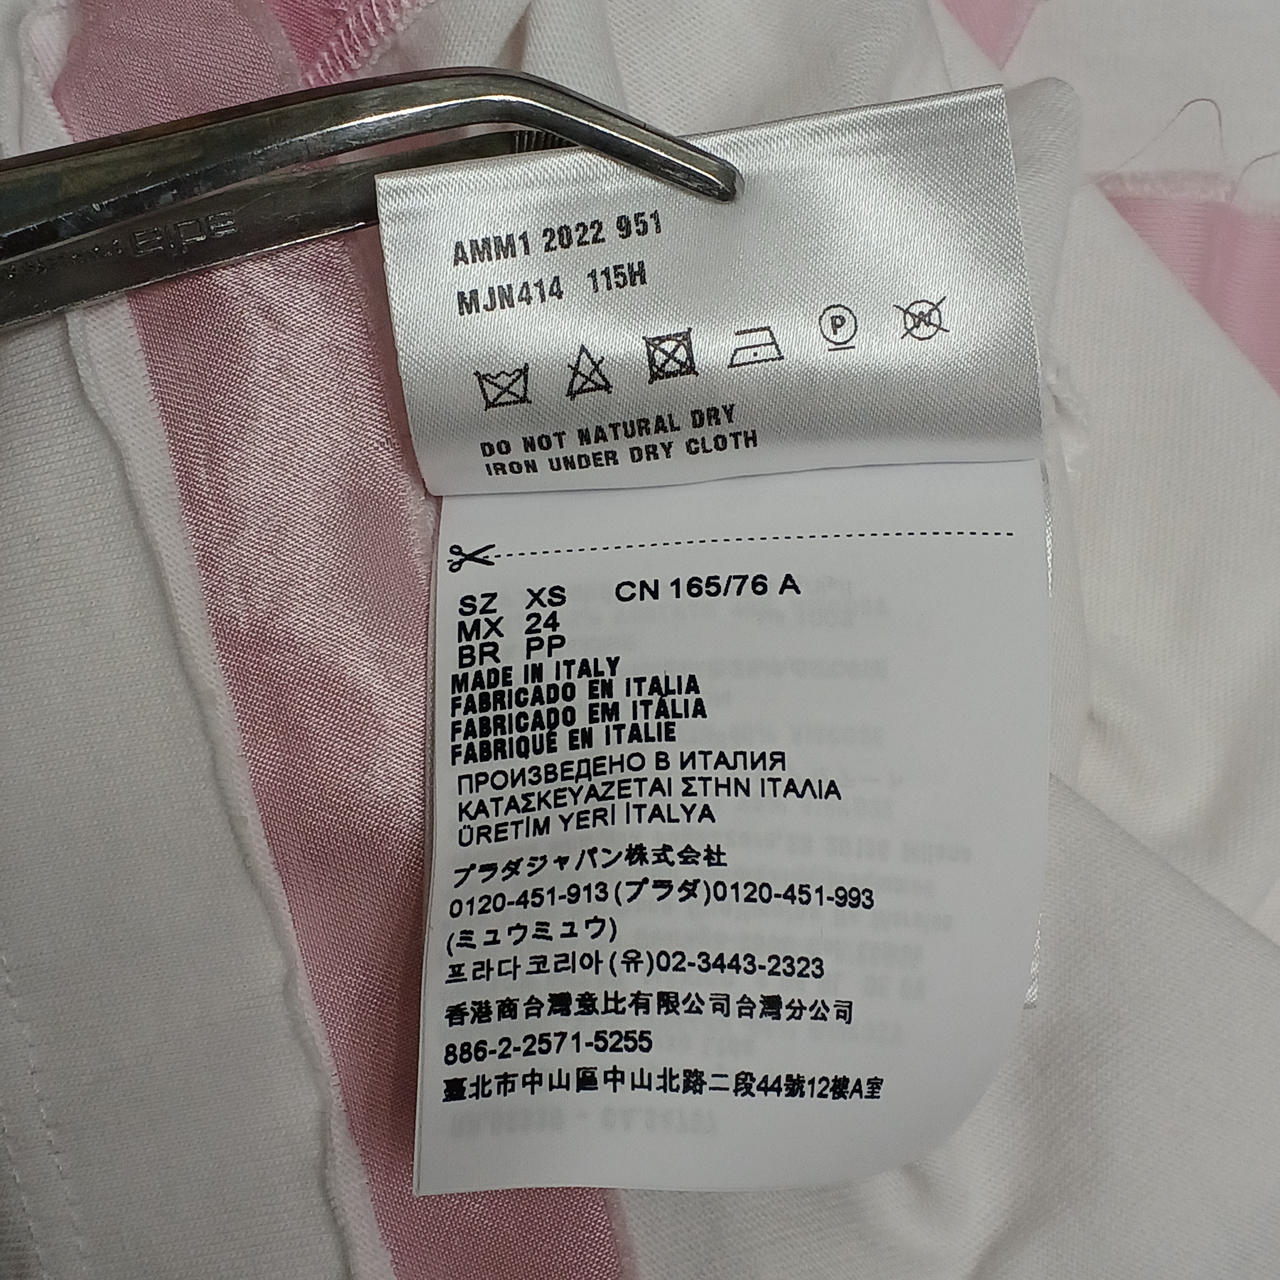 AMM1 2022 951
MJN414 115H
P W
DO NOT NATURAL DRY
IRON UNDER DRY CLOTH
SZ XS CN 165/76 A
MX 24
BR PP
MADE IN ITALY
FABRICADO EN ITALIA
FABRICADO EM ITÁLIA
FABRIQUÉ EN ITALIE
ПРОИЗВЕДЕНО В ИТАЛИЯ
ΚΑΤΑΣΚΕΥΑΖΕΤΑΙ ΣΤΗΝ ΙΤΑΛΙΑ
ÜRETİM YERİ İTALYA
プラダジャパン株式会社
0120-451-913(プラダ)0120-451-993
(ミュウミュウ)
프라다코리아(유)02-3443-2323
香港商台灣意比有限公司台灣分公司
886-2-2571-5255
臺北市中山區中山北路二段44號12樓A室